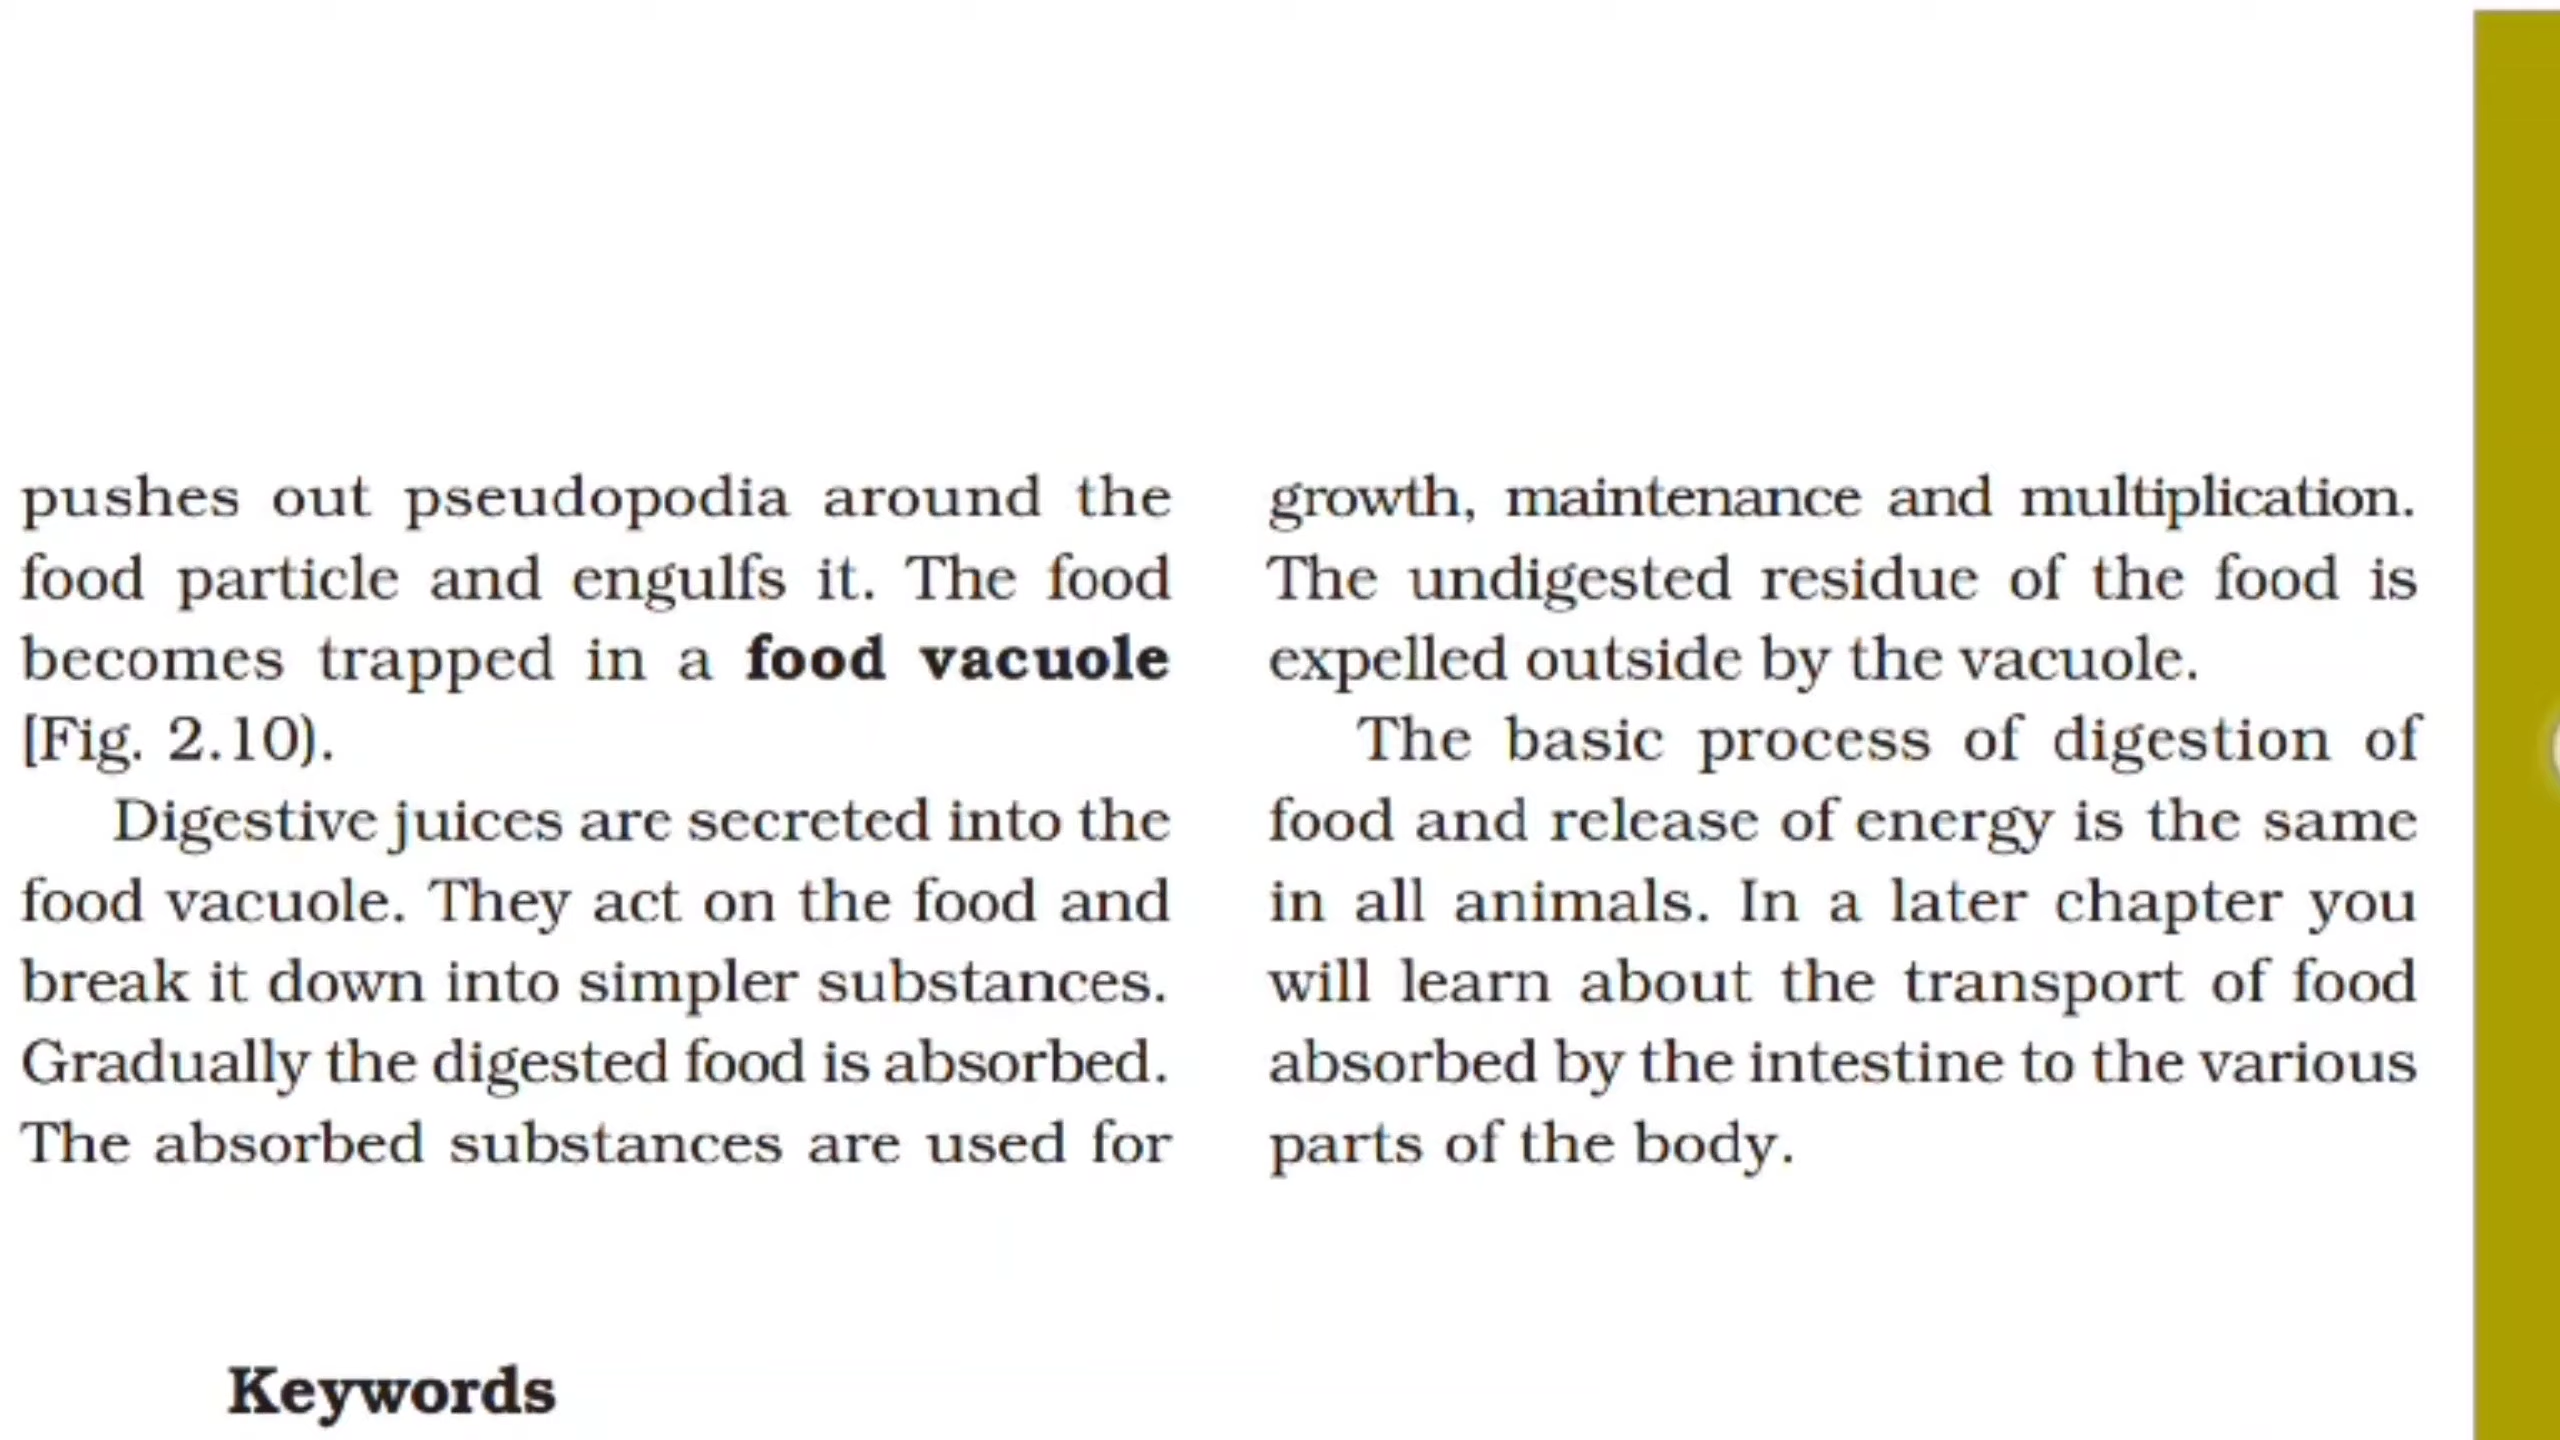 pushes out pseudopodia around the
food particle and engulfs it. The food
becomes trapped in a food vacuole
[Fig. 2.10).
Digestive juices are secreted into the
food vacuole. They act on the food and
break it down into simpler substances.
Gradually the digested food is absorbed.
The absorbed substances are used for
growth, maintenance and multiplication.
The undigested residue of the food is
expelled outside by the vacuole.
The basic process of digestion of
food and release of energy is the same
in all animals. In a later chapter you
will learn about the transport of food
absorbed by the intestine to the various
parts of the body.
Keywords